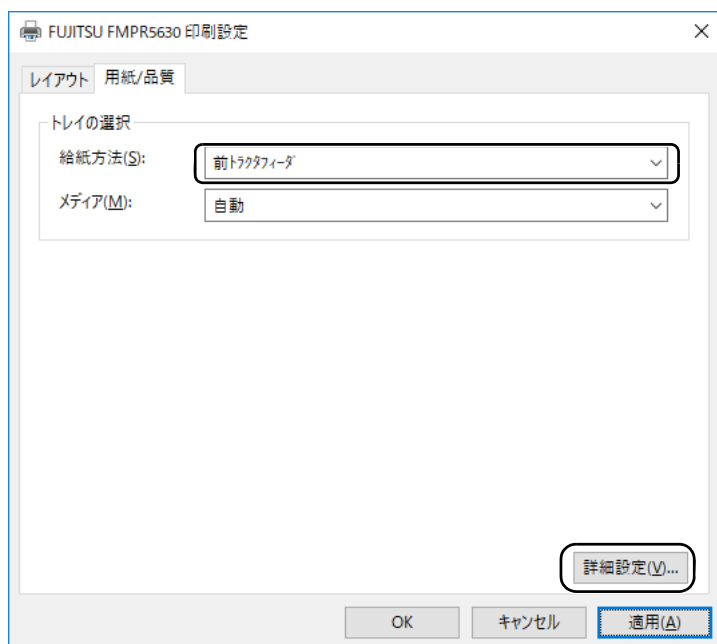 FUJITSU FMPR5630 印刷設定
レイアウト 用紙/品質
トレイの選択
給紙方法(S): 前ﾄﾗｸﾀﾌｨｰﾀﾞ
メディア(M): 自動
詳細設定(V)...
OK キャンセル 適用(A)